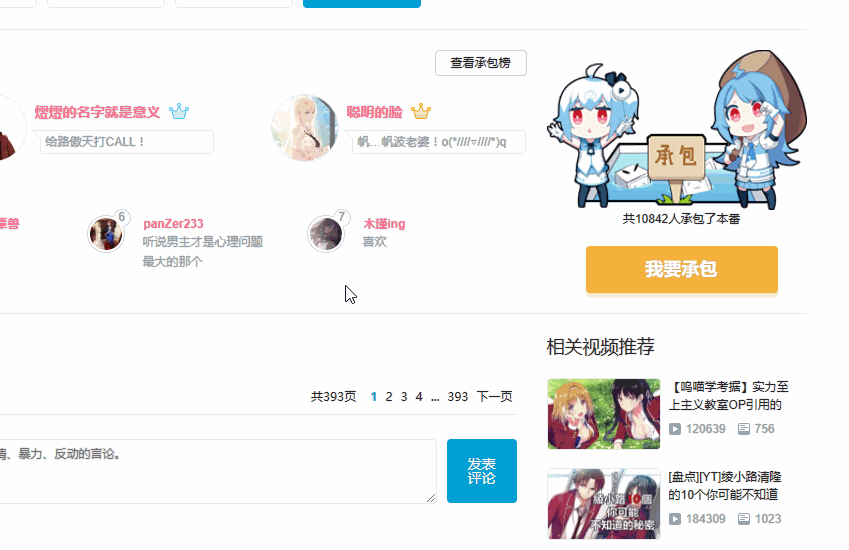 查看承包榜
熤熤的名字就是意义
给路傲天打CALL！
聪明的脸
帆…帆波老婆！o(*////▽////*)q
承包
共10842人承包了本番
我要承包
6
panZer233
听说男主才是心理问题
最大的那个
7
木瑾ing
喜欢
相关视频推荐
【呜喵学考据】实力至
上主义教室OP引用的
120639 756
共393页 1 2 3 4 ... 393 下一页
、暴力、反动的言论。
发表
评论
[盘点][YT]绫小路清隆
的10个你可能不知道
184309 1023
綾小路10個
你可能
不知道的秘密